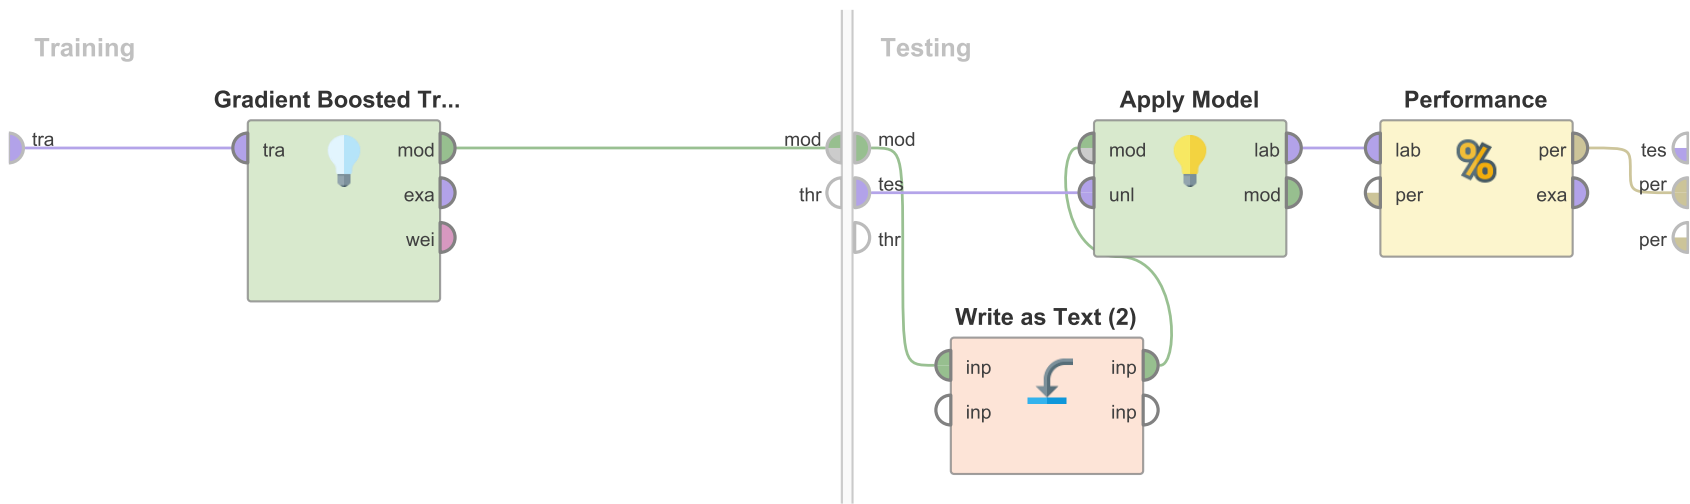 Training
Testing
Gradient Boosted Tr...
Apply Model
Performance
tra
tra
mod
exa
wei
mod
thr
mod
tes
thr
mod
unl
lab
mod
lab
per
per
exa
tes
per
per
Write as Text (2)
inp
inp
inp
inp
%